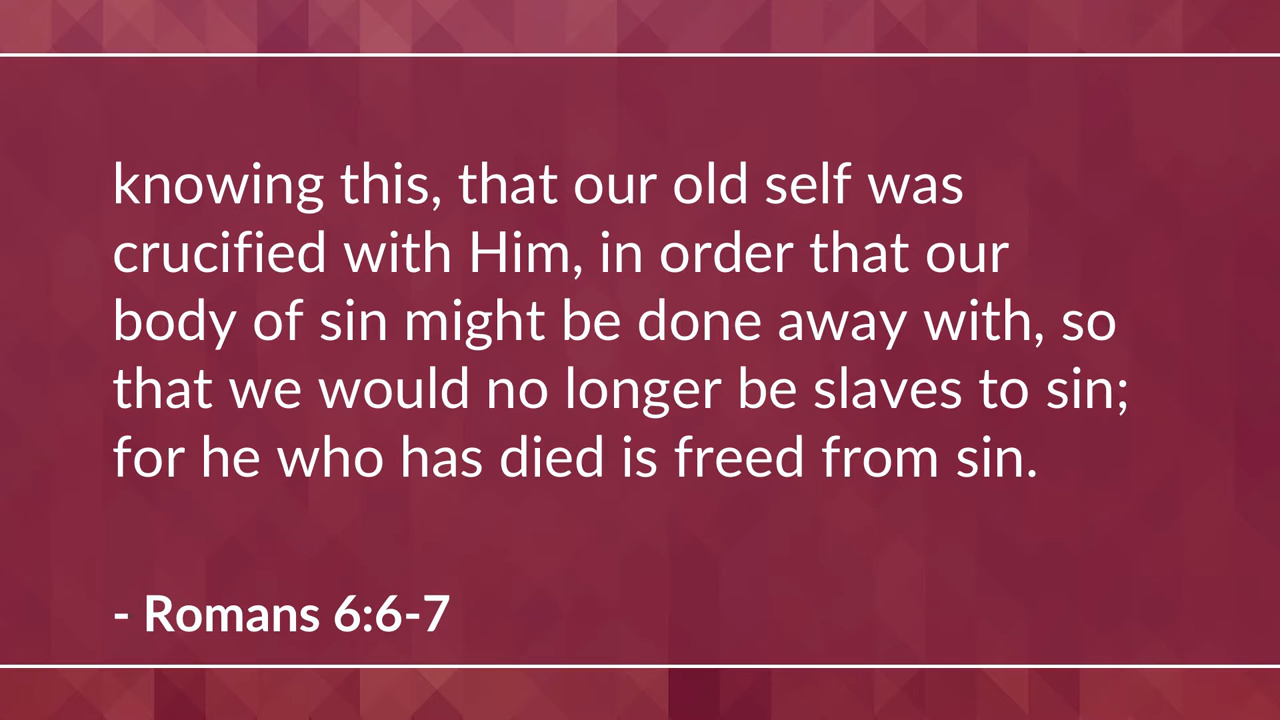 knowing this, that our old self was
crucified with Him, in order that our
body of sin might be done away with, so
that we would no longer be slaves to sin;
for he who has died is freed from sin.
- Romans 6:6-7